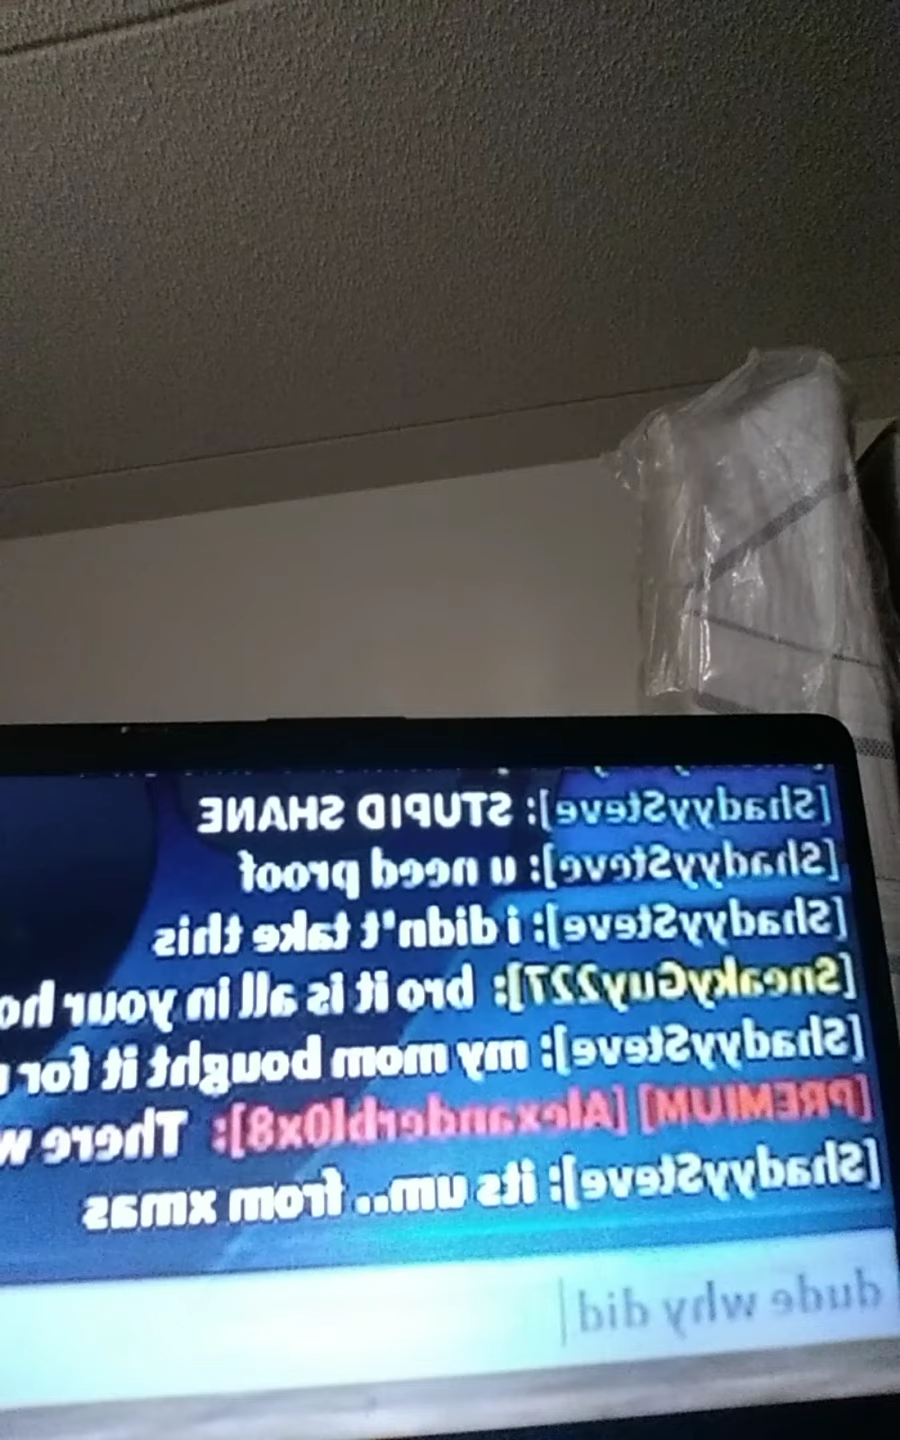 [ShadyySteve]: STUPID SHANE
[ShadyySteve]: u need proof
[ShadyySteve]: i didn't take this
[SneakyGuy227]: bro it is all in your ho
[ShadyySteve]: my mom bought it for
[PREMIUM] [Alexanderbl0x8]: There w
[ShadyySteve]: its um.. from xmas
dude why did